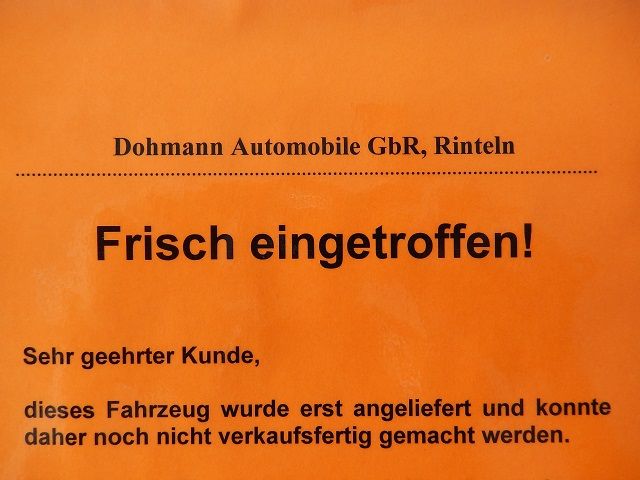 Dohmann Automobile GbR, Rinteln
Frisch eingetroffen!
Sehr geehrter Kunde,
dieses Fahrzeug wurde erst angeliefert und konnte
daher noch nicht verkaufsfertig gemacht werden.